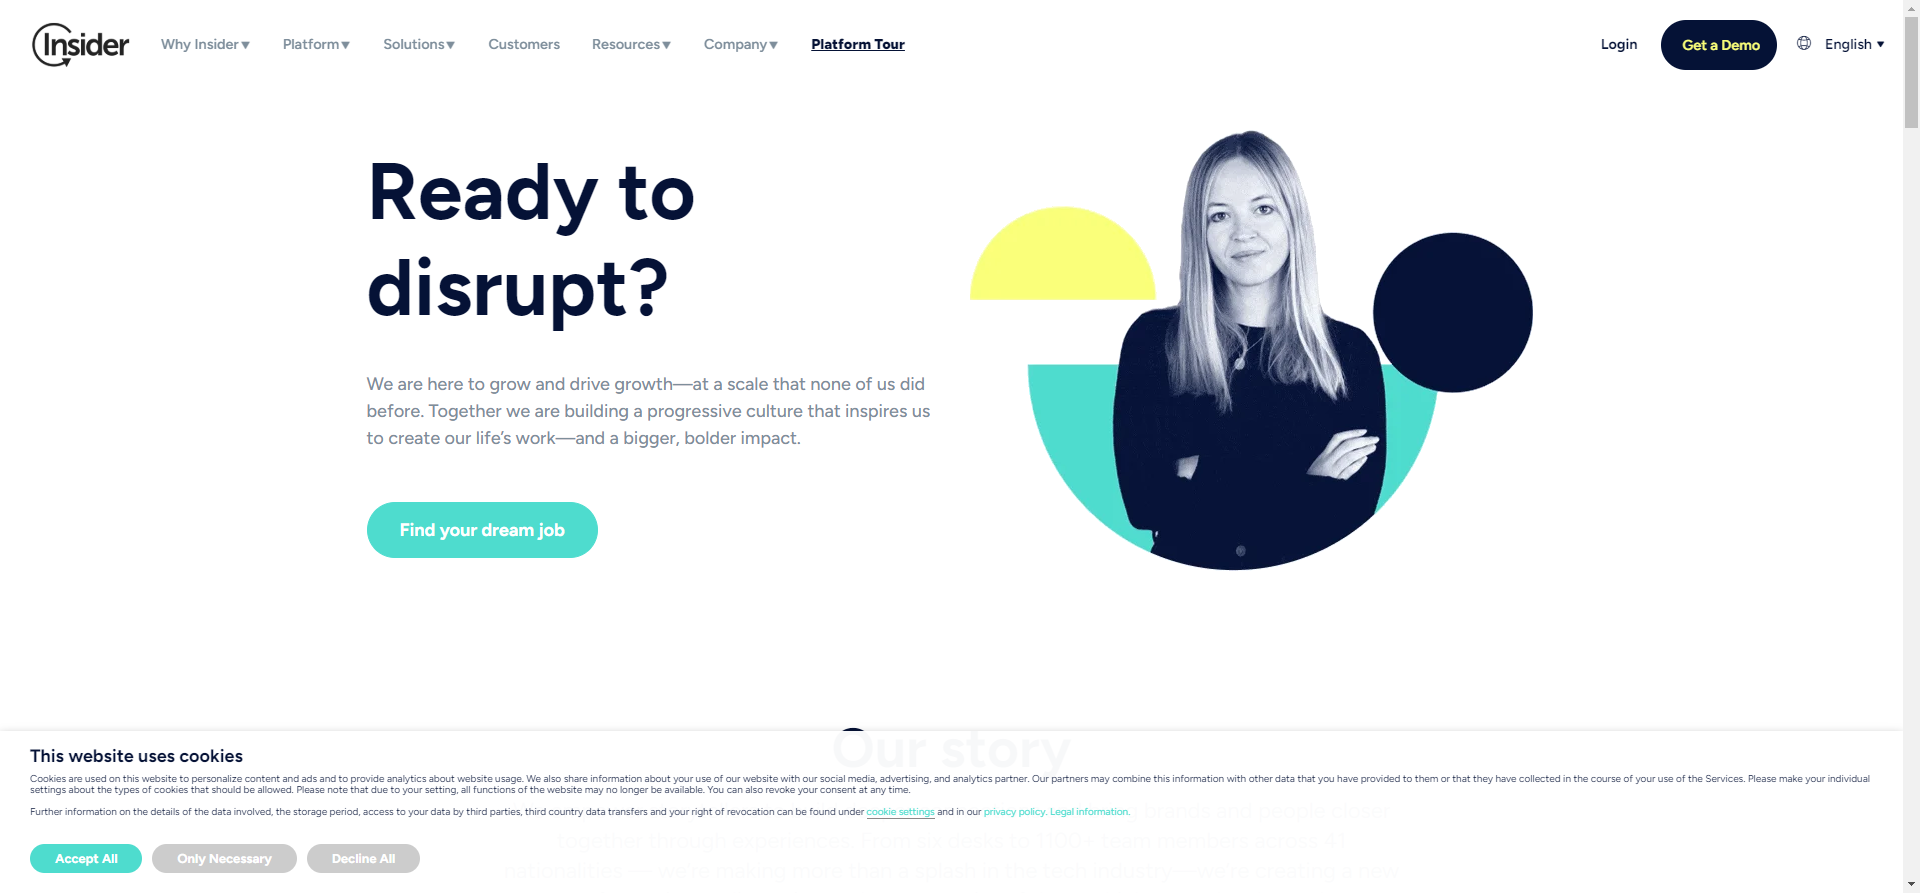 Insider
Why Insider
Platform
Solutions
Customers
Resources
Company
Platform Tour
Login
Get a Demo
English
Ready to
disrupt?
We are here to grow and drive growth—at a scale that none of us did
before. Together we are building a progressive culture that inspires us
to create our life’s work—and a bigger, bolder impact.
Find your dream job
Our story
This website uses cookies
Cookies are used on this website to personalize content and ads and to provide analytics about website usage. We also share information about your use of our website with our social media, advertising, and analytics partner. Our partners may combine this information with other data that you have provided to them or that they have collected in the course of your use of the Services. Please make your individual
settings about the types of cookies that should be allowed. Please note that due to your setting, all functions of the website may no longer be available. You can also revoke your consent at any time.
Further information on the details of the data involved, the storage period, access to your data by third parties, third country data transfers and your right of revocation can be found under cookie settings and in our privacy policy. Legal information.
brands and people closer
together through experiences. From six desks to 1100+ team members across 41
nationalities — we’re making more than a splash in the tech industry—we’re creating a new
Accept All
Only Necessary
Decline All